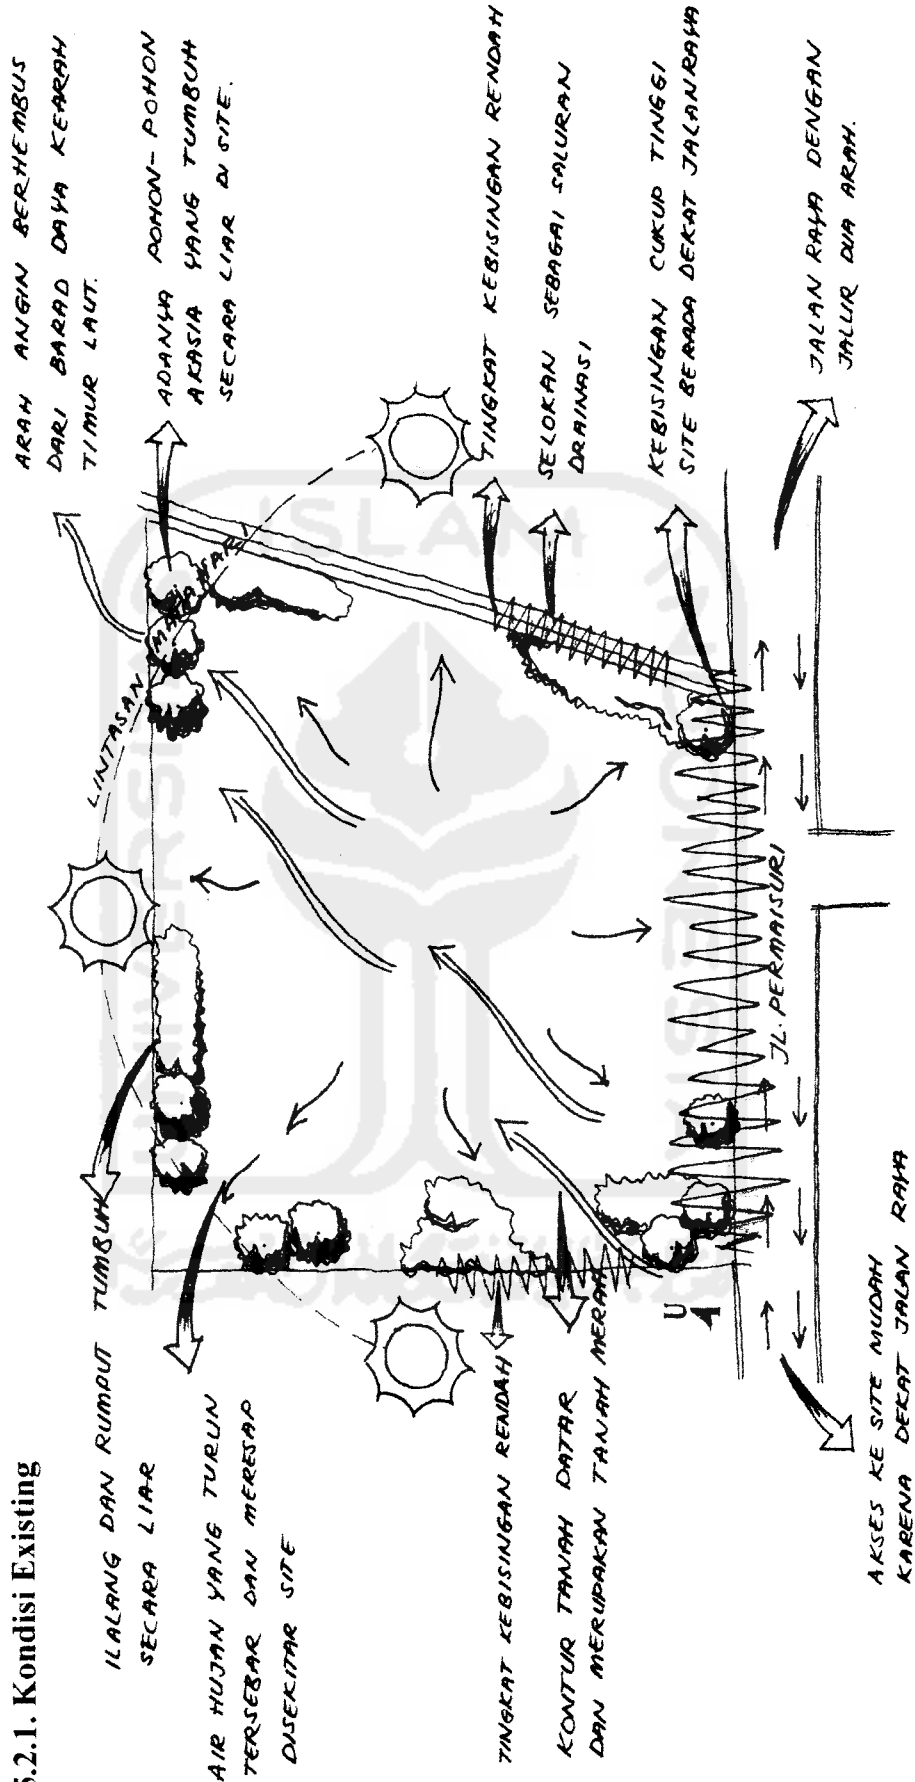 3.2.1. Kondisi Existing
ILALANG DAN RUMPUT TUMBUH
SECARA LIAR
AIR HUJAN YANG TURUN
TERSEBAR DAN MERESAP
DISEKITAR SITE
TINGKAT KEBISINGAN RENDAH
KONTUR TANAH DATAR
DAN MERUPAKAN TANAH MERAH
AKSES KE SITE MUDAH
KARENA DEKAT JALAN RAYA
U
JL. PERMAISURI
LINTASAN MATAHARI
ISLAM
UNIVERSITAS
INDONESIA
ARAH ANGIN BERHEMBUS
DARI BARAD DAYA KEARAH
TIMUR LAUT.
ADANYA POHON-POHON
AKASIA YANG TUMBUH
SECARA LIAR DI SITE.
TINGKAT KEBISINGAN RENDAH
SELOKAN SEBAGAI SALURAN
DRAINASI
KEBISINGAN CUKUP TINGGI
SITE BERADA DEKAT JALAN RAYA
JALAN RAYA DENGAN
JALUR DUA ARAH.